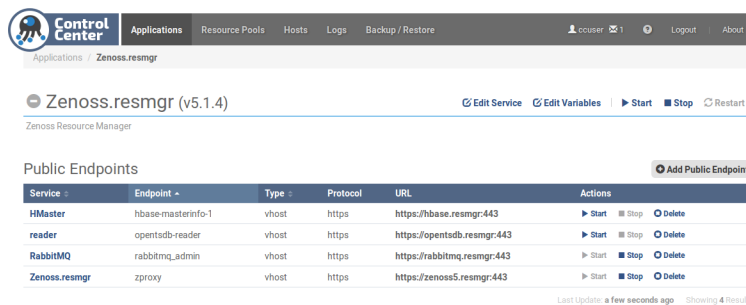 Control Center Applications Resource Pools Hosts Logs Backup / Restore ccuser 1 Logout About
Applications / Zenoss.resmgr
Zenoss.resmgr (v5.1.4) Edit Service Edit Variables Start Stop Restart
Zenoss Resource Manager
Public Endpoints Add Public Endpoint
Service Endpoint Type Protocol URL Actions
HMaster hbase-masterinfo-1 vhost https https://hbase.resmgr:443 Start Stop Delete
reader opentsdb-reader vhost https https://opentsdb.resmgr:443 Start Stop Delete
RabbitMQ rabbitmq_admin vhost https https://rabbitmq.resmgr:443 Start Stop Delete
Zenoss.resmgr zproxy vhost https https://zenoss5.resmgr:443 Start Stop Delete
Last Update: a few seconds ago Showing 4 Resul